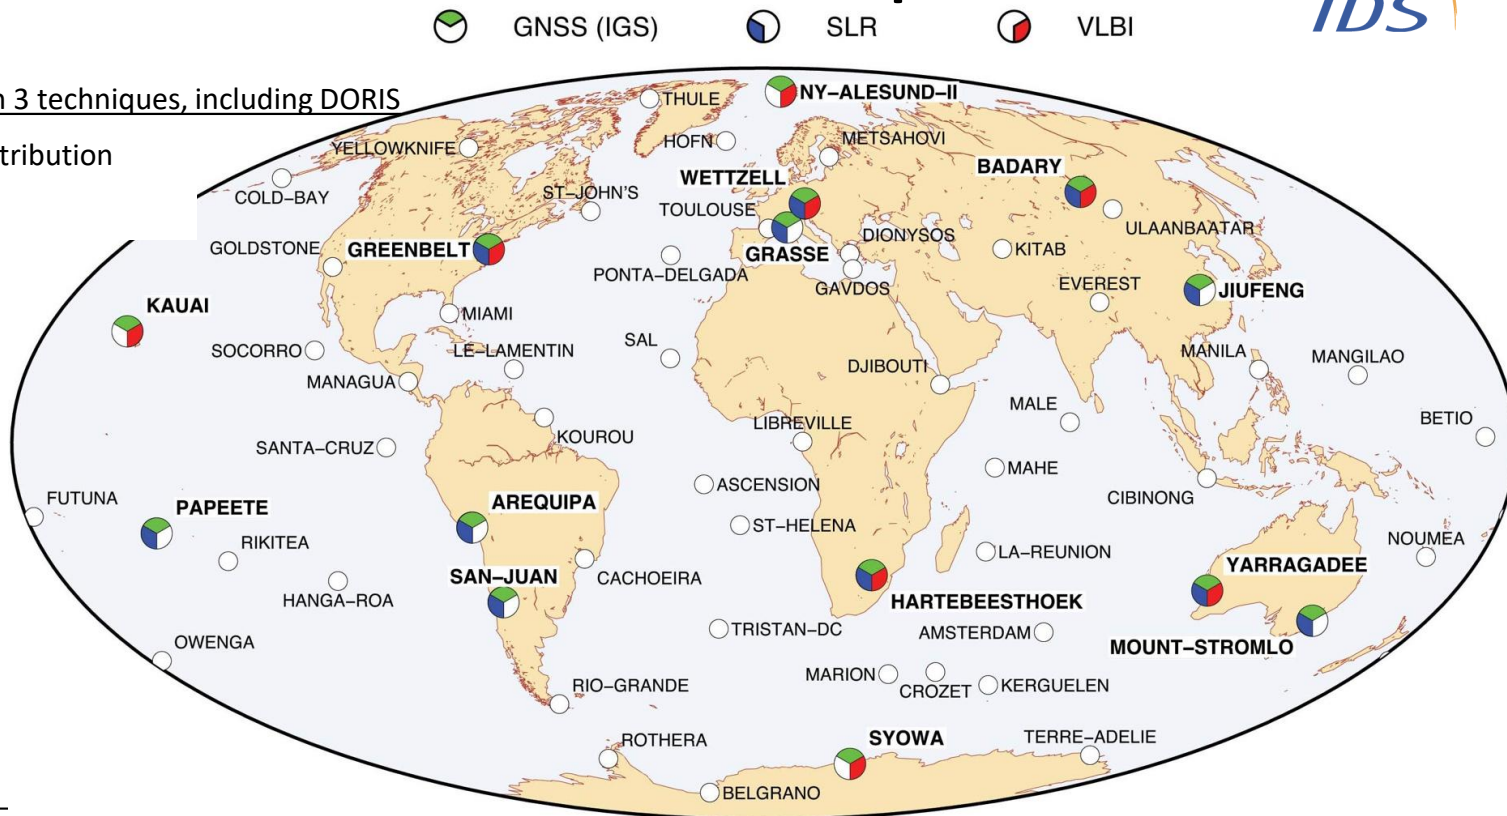 IDS
GNSS (IGS) SLR VLBI
3 techniques, including DORIS
THULE
NY-ALESUND-II
HOFN
METSAHOVI
YELLOWKNIFE
COLD-BAY
ST-JOHN'S
WETTZELL
BADARY
TOULOUSE
ULAANBAATAR
GOLDSTONE
GREENBELT
DIONYSOS
KITAB
GRASSE
PONTA-DELGADA
GAVDOS
EVEREST
JIUFENG
KAUAI
MIAMI
SOCORRO
LE-LAMENTIN
SAL
MANILA
MANGILAO
MANAGUA
DJIBOUTI
MALE
BETIO
LIBREVILLE
KOUROU
SANTA-CRUZ
MAHE
ASCENSION
CIBINONG
FUTUNA
PAPEETE
AREQUIPA
ST-HELENA
RIKITEA
NOUMEA
LA-REUNION
YARRAGADEE
SAN-JUAN
CACHOEIRA
HANGA-ROA
HARTEBEESTHOEK
TRISTAN-DC
AMSTERDAM
OWENGA
MOUNT-STROMLO
MARION
CROZET
KERGUELEN
RIO-GRANDE
ROTHERA
SYOWA
TERRE-ADELIE
BELGRANO